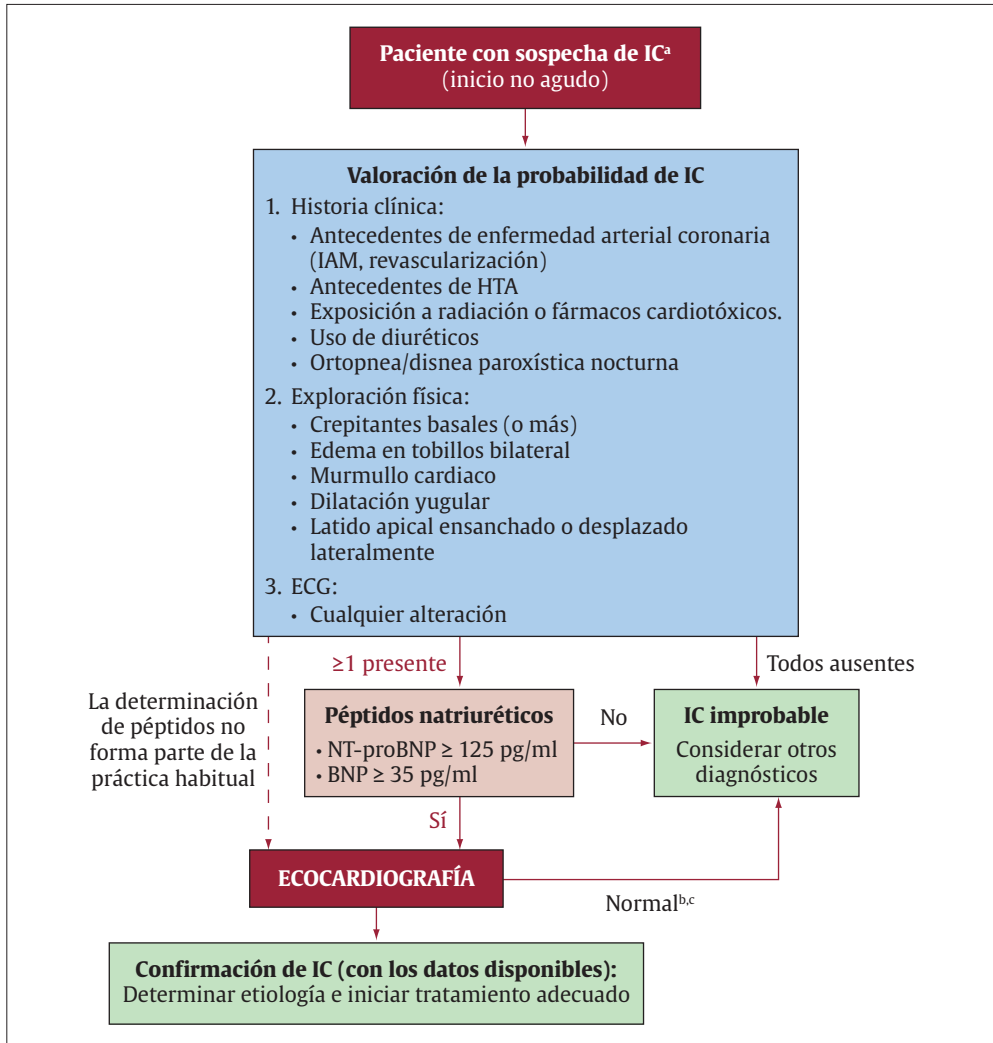 Paciente con sospecha de ICª
(inicio no agudo)
Valoración de la probabilidad de IC
1. Historia clínica:
• Antecedentes de enfermedad arterial coronaria
(IAM, revascularización)
• Antecedentes de HTA
• Exposición a radiación o fármacos cardiotóxicos.
• Uso de diuréticos
• Ortopnea/disnea paroxística nocturna
2. Exploración física:
• Crepitantes basales (o más)
• Edema en tobillos bilateral
• Murmullo cardiaco
• Dilatación yugular
• Latido apical ensanchado o desplazado
lateralmente
3. ECG:
• Cualquier alteración
≥1 presente
Todos ausentes
La determinación
de péptidos no
forma parte de la
práctica habitual
Péptidos natriuréticos
• NT-proBNP ≥ 125 pg/ml
• BNP ≥ 35 pg/ml
No
IC improbable
Considerar otros
diagnósticos
Sí
ECOCARDIOGRAFÍA
Normalᵇ,ᶜ
Confirmación de IC (con los datos disponibles):
Determinar etiología e iniciar tratamiento adecuado